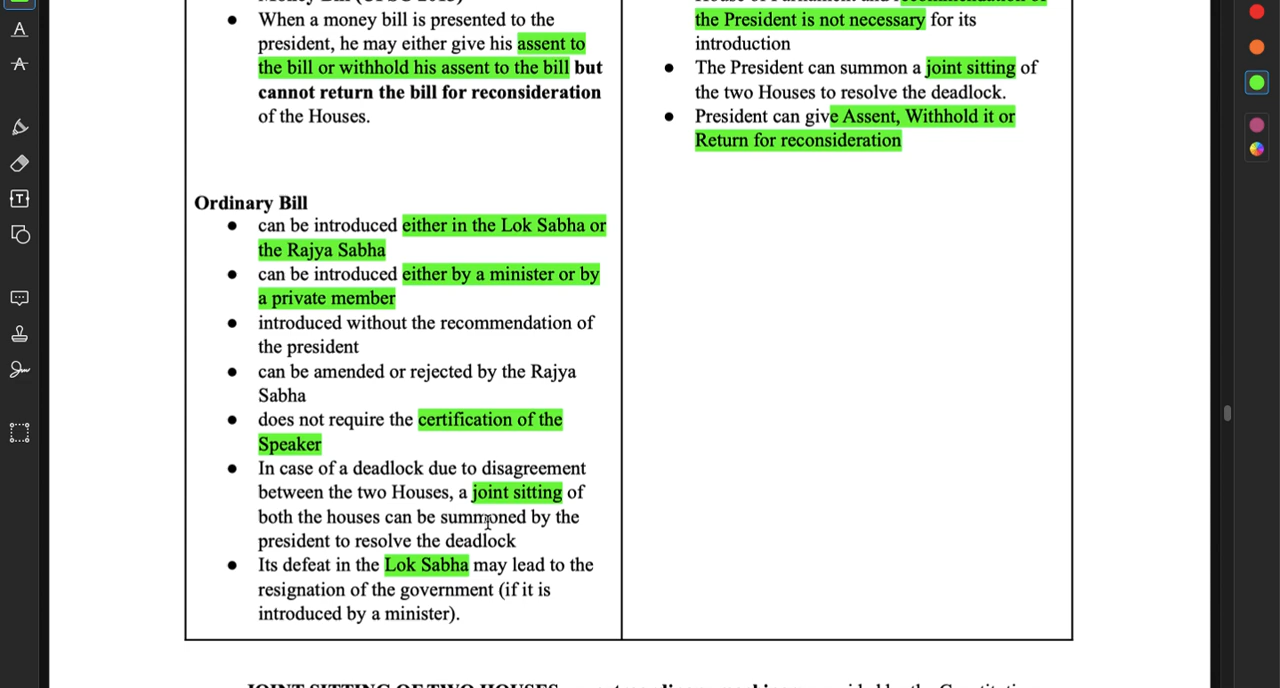 When a money bill is presented to the
president, he may either give his assent to
the bill or withhold his assent to the bill but
cannot return the bill for reconsideration
of the Houses.
Ordinary Bill
can be introduced either in the Lok Sabha or
the Rajya Sabha
can be introduced either by a minister or by
a private member
introduced without the recommendation of
the president
can be amended or rejected by the Rajya
Sabha
does not require the certification of the
Speaker
In case of a deadlock due to disagreement
between the two Houses, a joint sitting of
both the houses can be summoned by the
president to resolve the deadlock
Its defeat in the Lok Sabha may lead to the
resignation of the government (if it is
introduced by a minister).
the President is not necessary for its
introduction
The President can summon a joint sitting of
the two Houses to resolve the deadlock.
President can give Assent, Withhold it or
Return for reconsideration